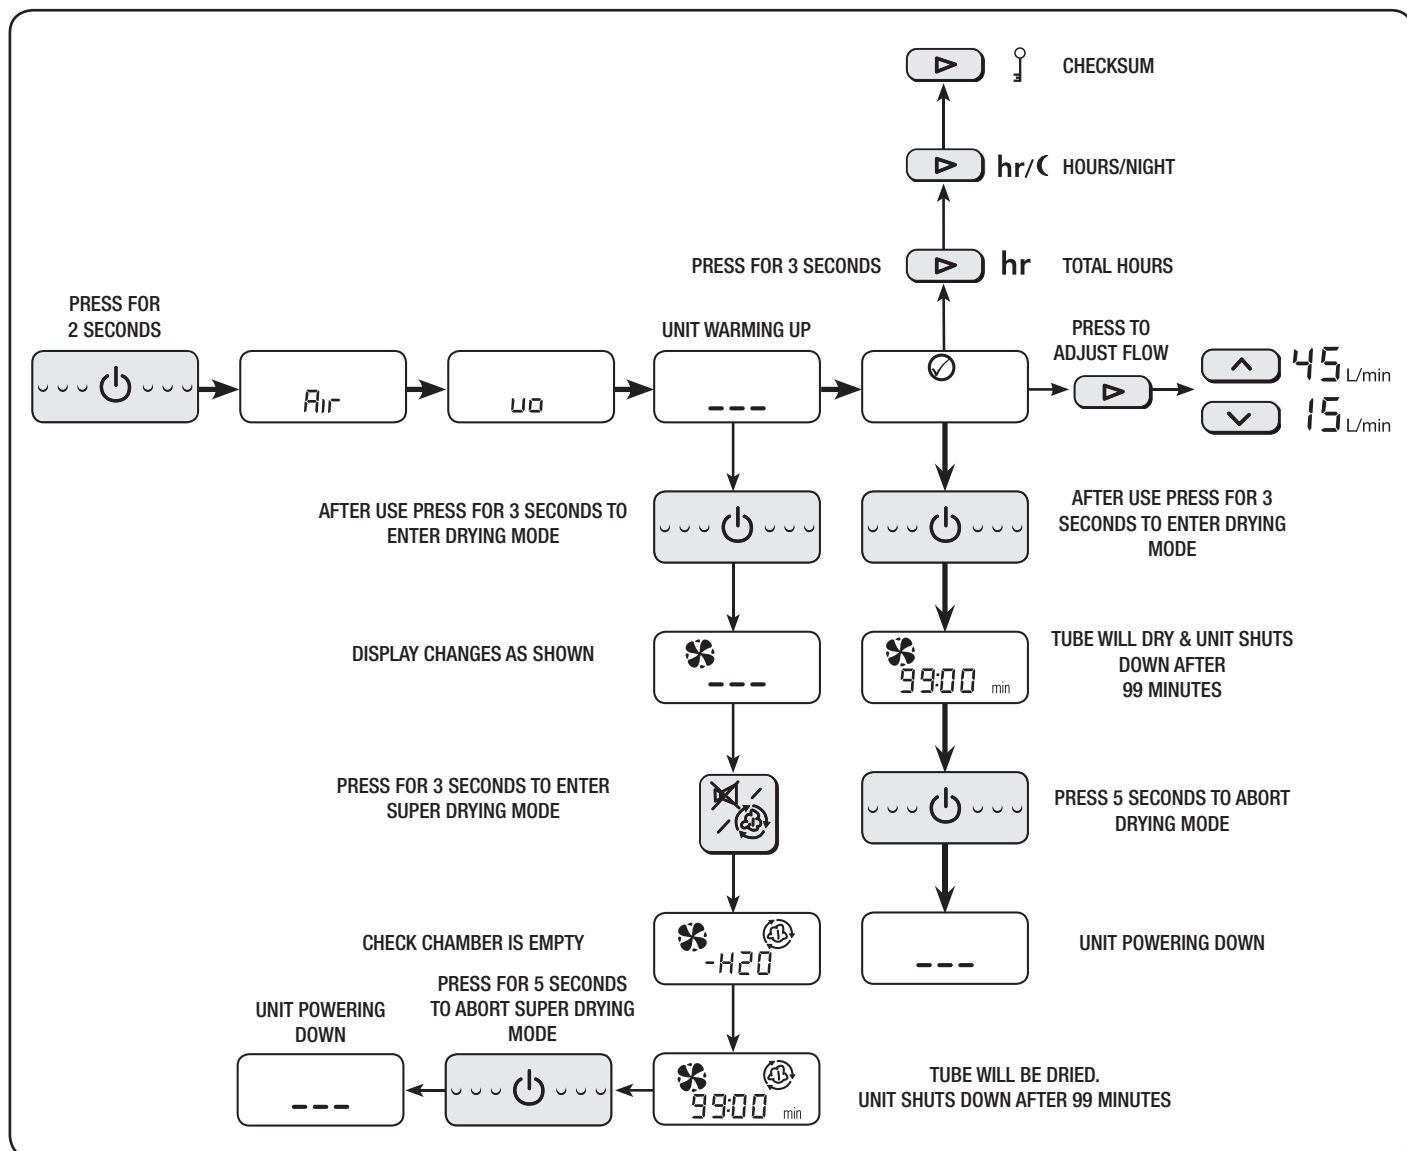 CHECKSUM
hr/ HOURS/NIGHT
PRESS FOR 3 SECONDS
hr TOTAL HOURS
PRESS FOR
2 SECONDS
UNIT WARMING UP
PRESS TO
ADJUST FLOW
Air
uo
---
45 L/min
15 L/min
AFTER USE PRESS FOR 3 SECONDS TO
ENTER DRYING MODE
AFTER USE PRESS FOR 3
SECONDS TO ENTER DRYING
MODE
DISPLAY CHANGES AS SHOWN
---
99:00 min
TUBE WILL DRY & UNIT SHUTS
DOWN AFTER
99 MINUTES
PRESS FOR 3 SECONDS TO ENTER
SUPER DRYING MODE
PRESS 5 SECONDS TO ABORT
DRYING MODE
CHECK CHAMBER IS EMPTY
-H20
---
UNIT POWERING DOWN
UNIT POWERING
DOWN
PRESS FOR 5 SECONDS
TO ABORT SUPER DRYING
MODE
---
99:00 min
TUBE WILL BE DRIED.
UNIT SHUTS DOWN AFTER 99 MINUTES